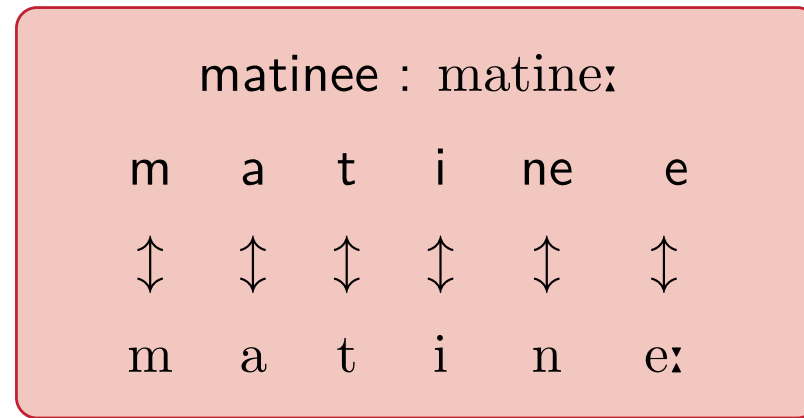 matinee : matineː
m a t i ne e
↕ ↕ ↕ ↕ ↕ ↕
m a t i n eː